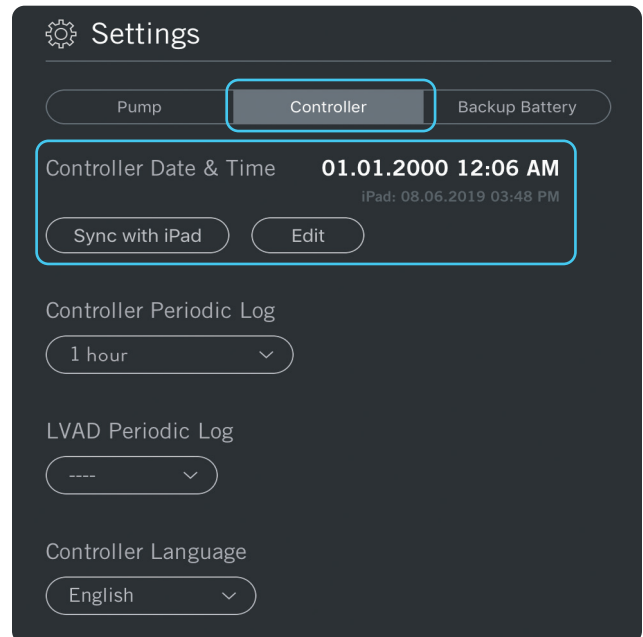 Settings
Pump Controller Backup Battery
Controller Date & Time 01.01.2000 12:06 AM
iPad: 08.06.2019 03:48 PM
Sync with iPad Edit
Controller Periodic Log
1 hour
LVAD Periodic Log
----
Controller Language
English